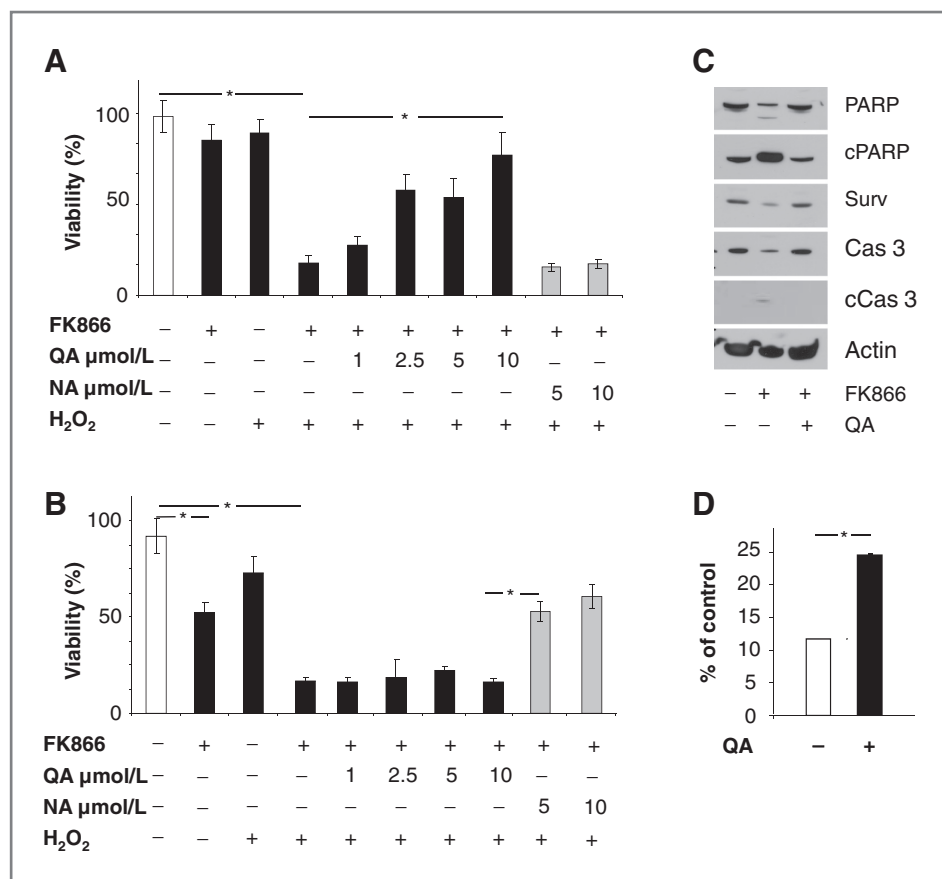 A
Viability (%)
100
50
0
*
*
FK866 – + – + + + + + + +
QA μmol/L – – – – 1 2.5 5 10 – –
NA μmol/L – – – – – – – – 5 10
H₂O₂ – – + + + + + + + +
B
Viability (%)
100
50
0
*
*
*
FK866 – + – + + + + + + +
QA μmol/L – – – – 1 2.5 5 10 – –
NA μmol/L – – – – – – – – 5 10
H₂O₂ – – + + + + + + + +
C
PARP
cPARP
Surv
Cas 3
cCas 3
Actin
– + + FK866
– – + QA
D
% of control
25
20
15
10
5
0
*
QA – +